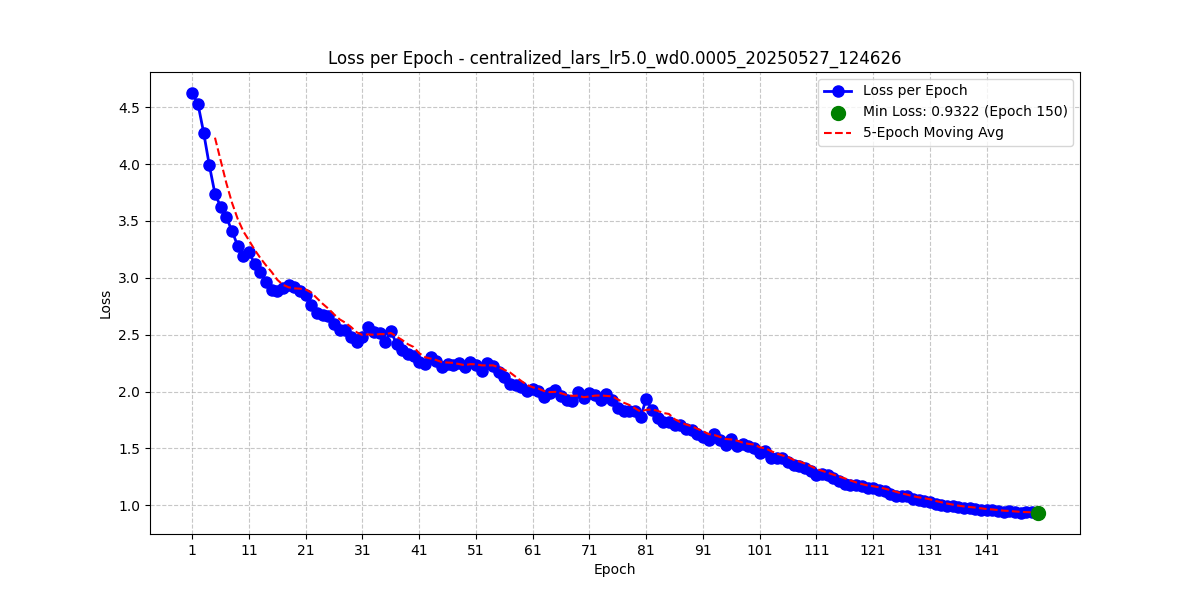 Loss per Epoch - centralized_lars_lr5.0_wd0.0005_20250527_124626
Loss per Epoch
Min Loss: 0.9322 (Epoch 150)
5-Epoch Moving Avg
Loss
4.5
4.0
3.5
3.0
2.5
2.0
1.5
1.0
1 11 21 31 41 51 61 71 81 91 101 111 121 131 141
Epoch